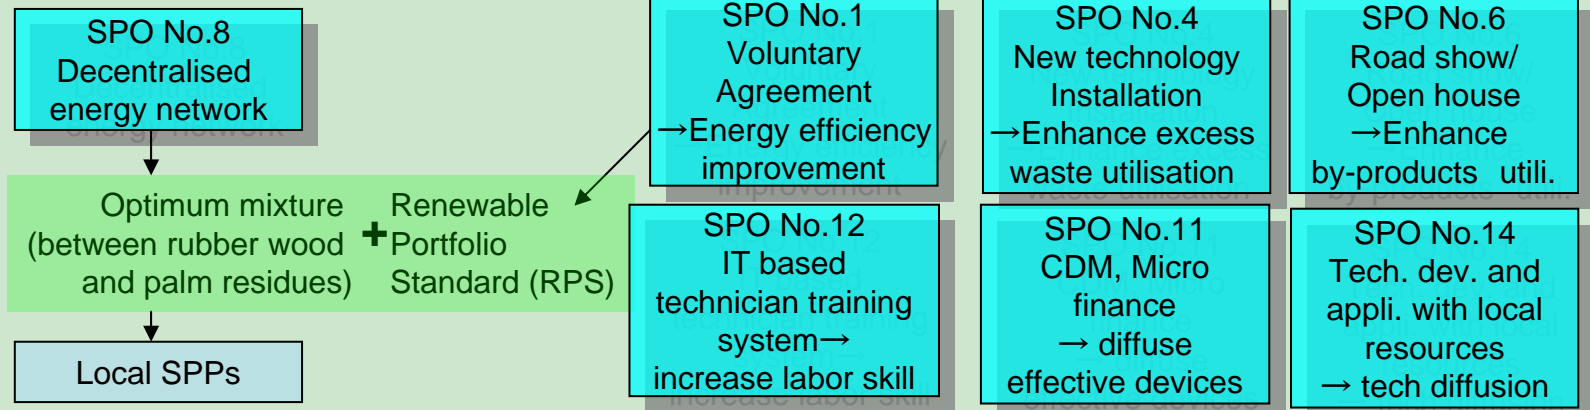 SPO No.8
Decentralised
energy network
Optimum mixture
(between rubber wood
and palm residues)
+
Renewable
Portfolio
Standard (RPS)
Local SPPs
SPO No.1
Voluntary
Agreement
→Energy efficiency
improvement
SPO No.4
New technology
Installation
→Enhance excess
waste utilisation
SPO No.6
Road show/
Open house
→Enhance
by-products utili.
SPO No.12
IT based
technician training
system→
increase labor skill
SPO No.11
CDM, Micro
finance
→ diffuse
effective devices
SPO No.14
Tech. dev. and
appli. with local
resources
→ tech diffusion